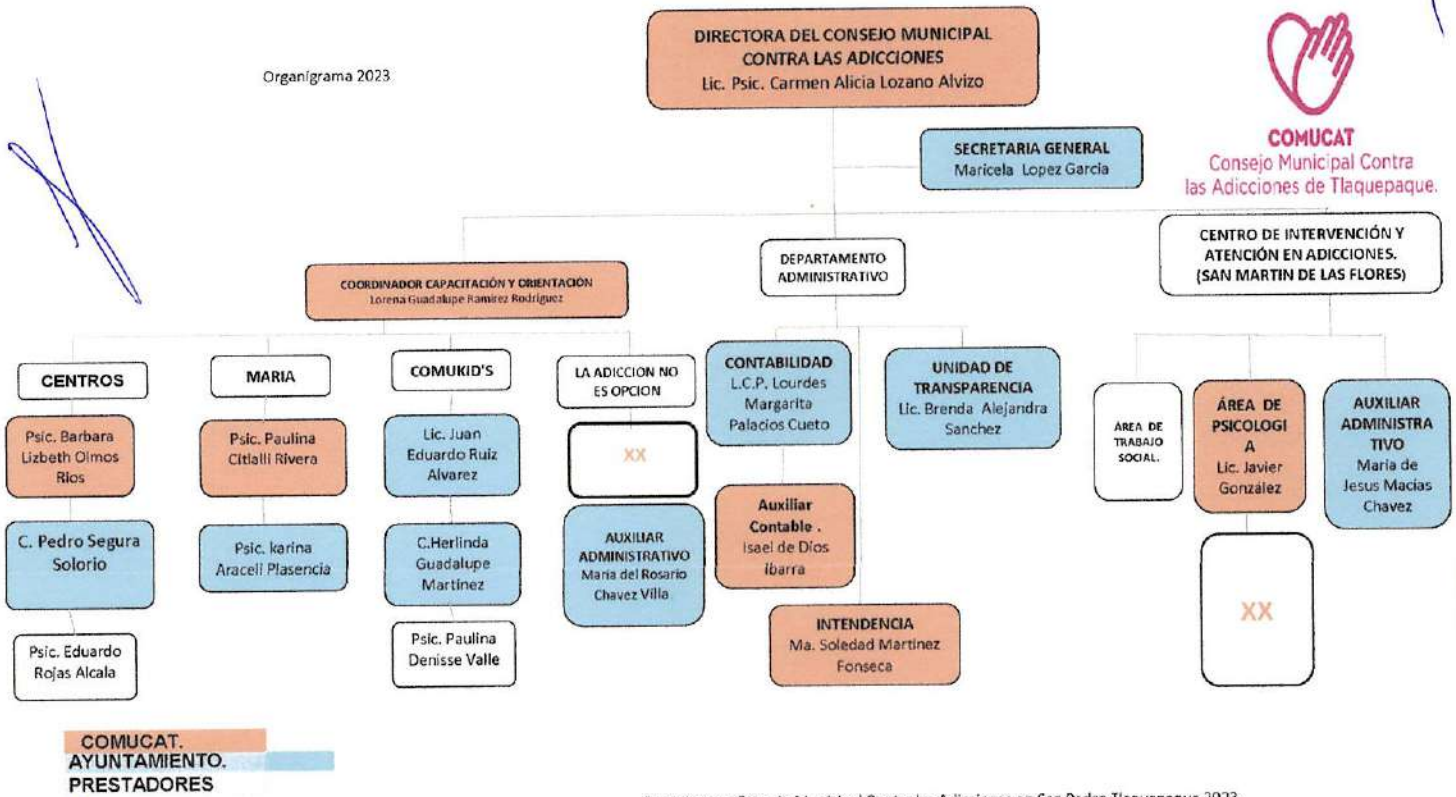 Organigrama 2023
DIRECTORA DEL CONSEJO MUNICIPAL
CONTRA LAS ADICCIONES
Lic. Psic. Carmen Alicia Lozano Alvizo
COMUCAT
Consejo Municipal Contra
las Adicciones de Tlaquepaque.
SECRETARIA GENERAL
Maricela Lopez Garcia
COORDINADOR CAPACITACIÓN Y ORIENTACIÓN
Lorena Guadalupe Ramirez Rodriguez
DEPARTAMENTO
ADMINISTRATIVO
CENTRO DE INTERVENCIÓN Y
ATENCIÓN EN ADICCIONES.
(SAN MARTIN DE LAS FLORES)
CENTROS
Psic. Barbara
Lizbeth Olmos
Rios
C. Pedro Segura
Solorio
Psic. Eduardo
Rojas Alcala
MARIA
Psic. Paulina
Citlalli Rivera
Psic. karina
Araceli Plasencia
COMUKID'S
Lic. Juan
Eduardo Ruiz
Alvarez
C.Herlinda
Guadalupe
Martínez
Psic. Paulina
Denisse Valle
LA ADICCION NO
ES OPCION
XX
AUXILIAR
ADMINISTRATIVO
Maria del Rosario
Chavez Villa
CONTABILIDAD
L.C.P. Lourdes
Margarita
Palacios Cueto
Auxiliar
Contable .
Isael de Dios
ibarra
UNIDAD DE
TRANSPARENCIA
Lic. Brenda Alejandra
Sanchez
INTENDENCIA
Ma. Soledad Martinez
Fonseca
ÁREA DE
TRABAJO
SOCIAL.
ÁREA DE
PSICOLOGI
A
Lic. Javier
González
XX
AUXILIAR
ADMINISTRA
TIVO
Maria de
Jesus Macias
Chavez
COMUCAT.
AYUNTAMIENTO.
PRESTADORES